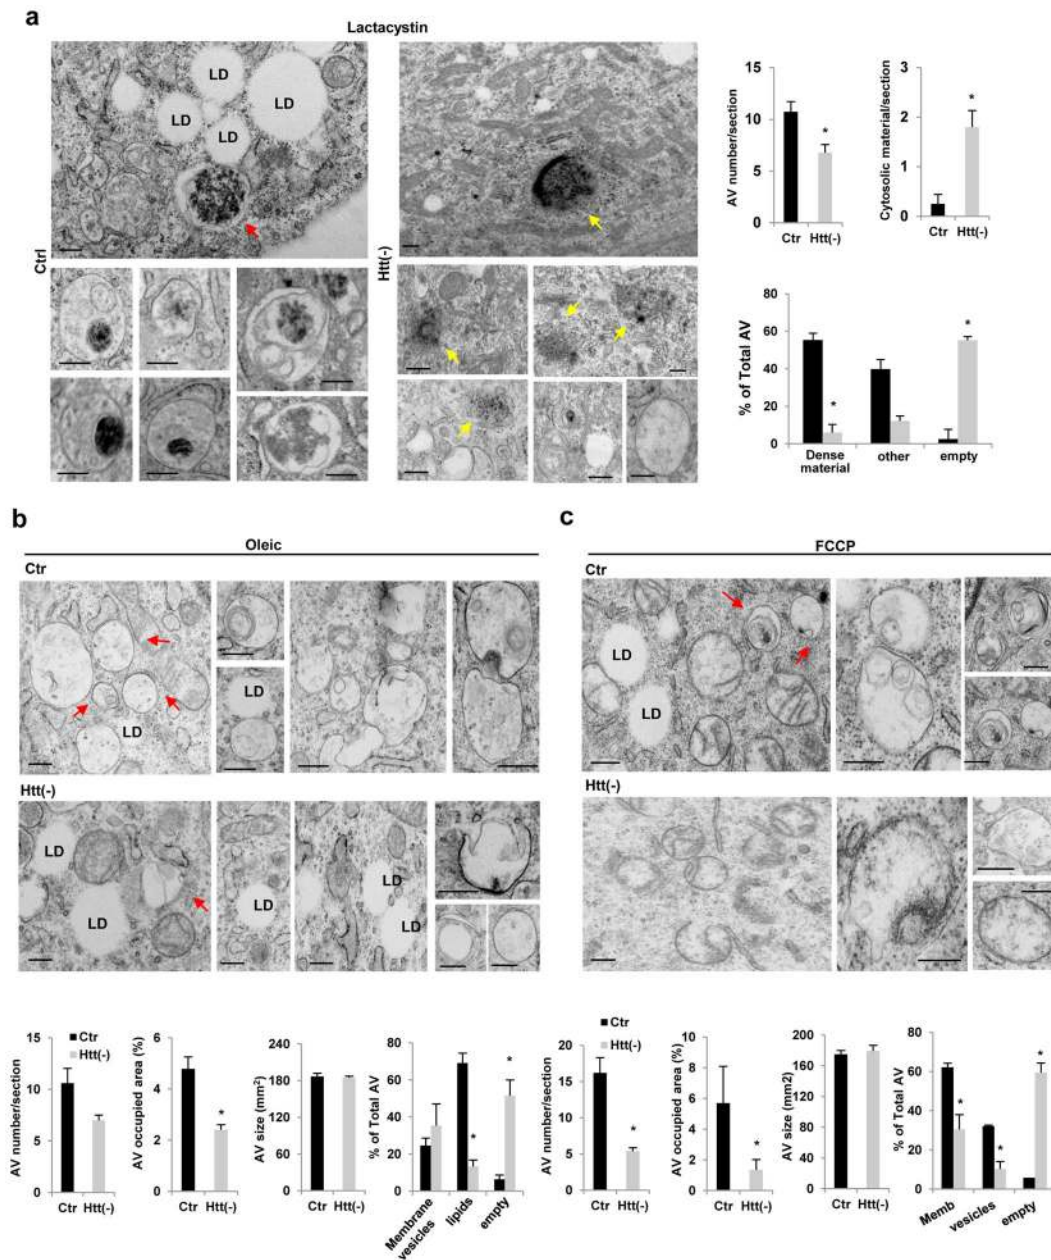 a
Lactacystin
Ctrl
LD
LD
LD
LD
Htt(-)
AV number/section
15
10
5
0
*
Ctr Htt(-)
Cytosolic material/section
3
2
1
0
*
Ctr Htt(-)
% of Total AV
80
60
40
20
0
*
*
Dense material
other
empty
b
Oleic
Ctr
LD
LD
Htt(-)
LD
LD
LD
LD
LD
c
FCCP
Ctr
LD
LD
Htt(-)
AV number/section
15
10
5
0
Ctr
Htt(-)
Ctr Htt(-)
AV occupied area (%)
6
4
2
0
*
Ctr Htt(-)
AV size (mm²)
240
180
120
60
0
Ctr Htt(-)
% of Total AV
80
60
40
20
0
*
*
Membrane vesicles
lipids
empty
AV number/section
20
15
10
5
0
Ctr
Htt(-)
*
Ctr Htt(-)
AV occupied area (%)
10
8
6
4
2
0
*
Ctr Htt(-)
AV size (mm2)
200
160
120
80
40
0
Ctr Htt(-)
% of Total AV
80
60
40
20
0
*
*
*
Memb
vesicles
empty